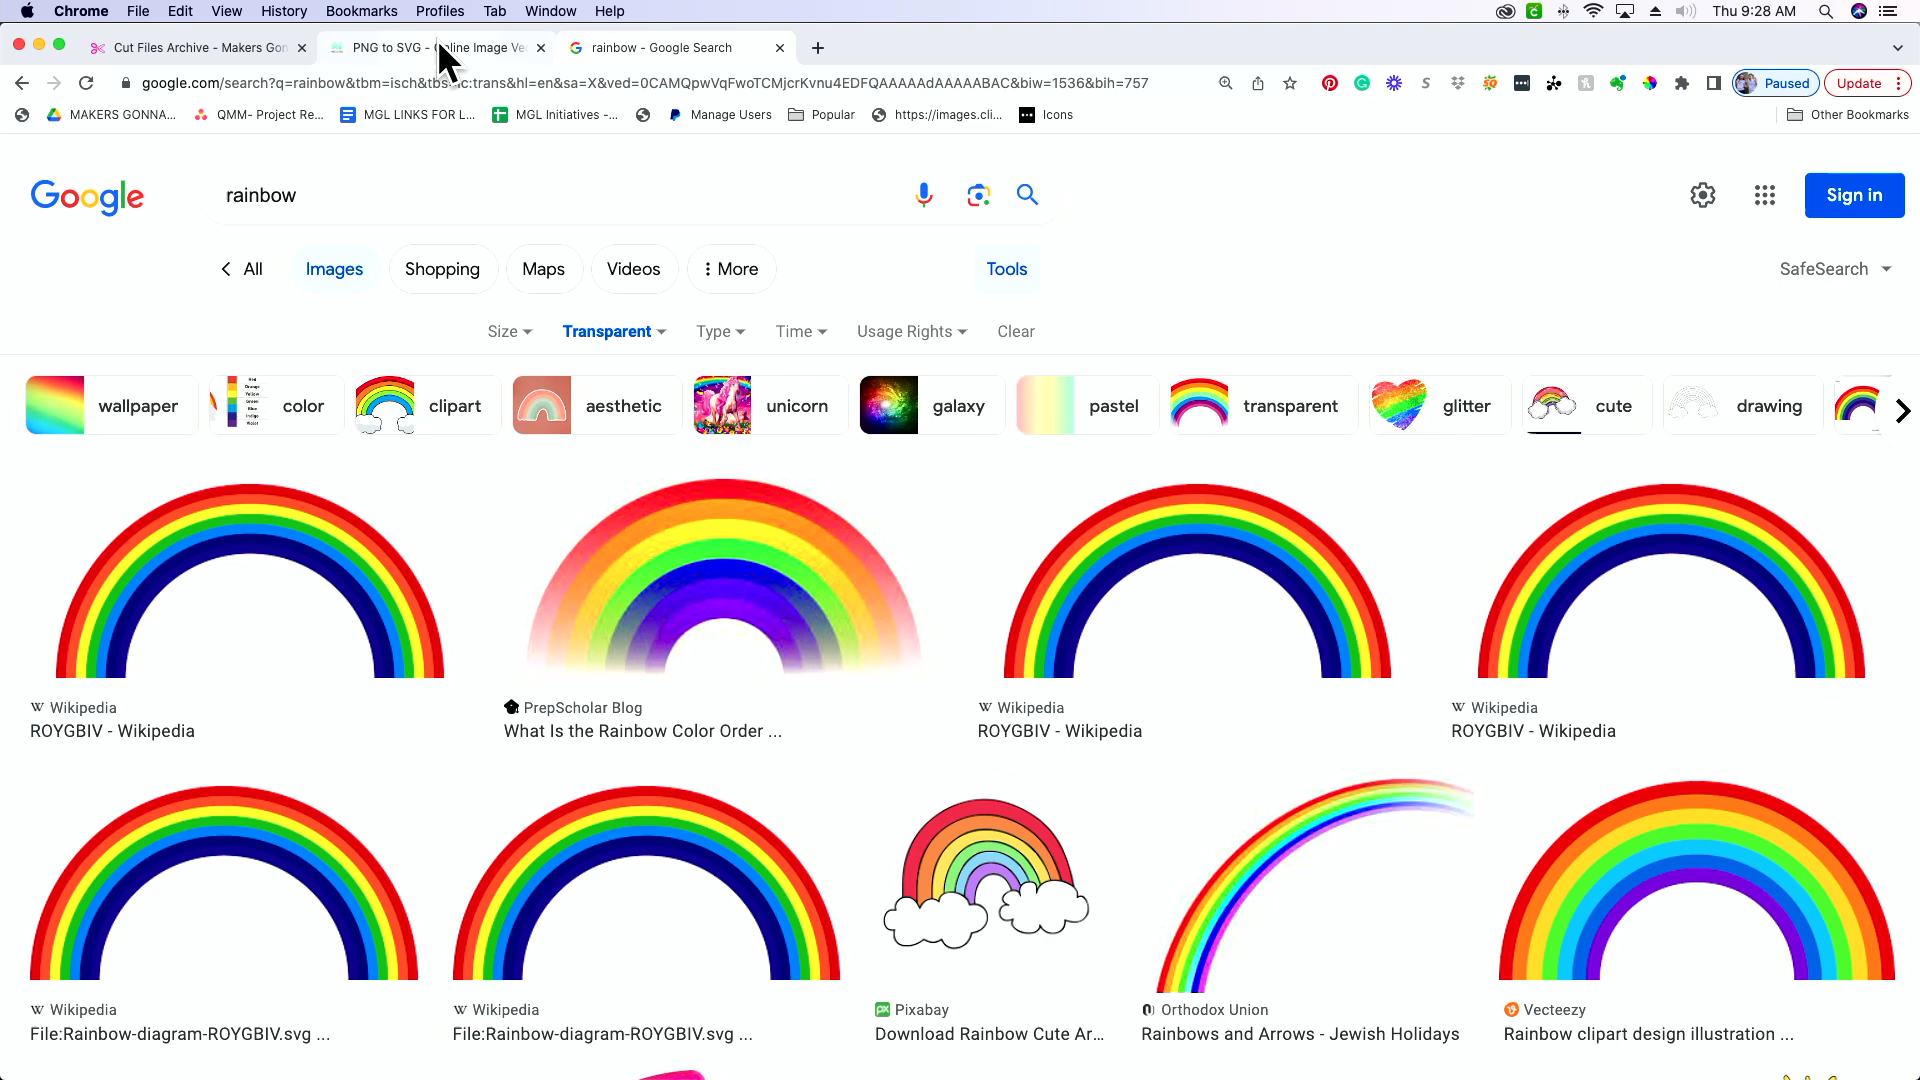 Chrome File Edit View History Bookmarks Profiles Tab Window Help Thu 9:28 AM
Cut Files Archive - Makers Gon PNG to SVG - Online Image Vec rainbow - Google Search
google.com/search?q=rainbow&tbm=isch&tbs=ic:trans&hl=en&sa=X&ved=0CAMQpwVqFwoTCMjcrKvnu4EDFQAAAAAdAAAAABAC&biw=1536&bih=757 Paused Update
MAKERS GONNA... QMM- Project Re... MGL LINKS FOR L... MGL Initiatives -... Manage Users Popular https://images.cli... Icons Other Bookmarks
Google rainbow Sign in
All Images Shopping Maps Videos More Tools SafeSearch
Size Transparent Type Time Usage Rights Clear
wallpaper color clipart aesthetic unicorn galaxy pastel transparent glitter cute drawing
W Wikipedia PrepScholar Blog W Wikipedia W Wikipedia
ROYGBIV - Wikipedia What Is the Rainbow Color Order ... ROYGBIV - Wikipedia ROYGBIV - Wikipedia
W Wikipedia W Wikipedia px Pixabay Orthodox Union Vecteezy
File:Rainbow-diagram-ROYGBIV.svg ... File:Rainbow-diagram-ROYGBIV.svg ... Download Rainbow Cute Ar... Rainbows and Arrows - Jewish Holidays Rainbow clipart design illustration ...